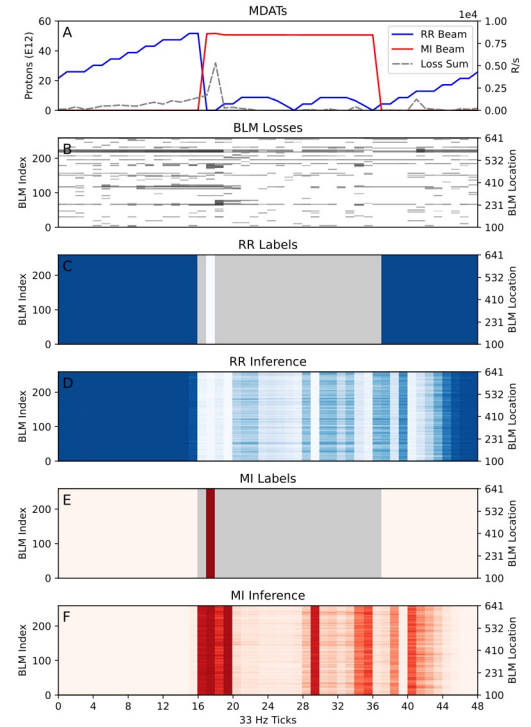 MDATs
1e4
A
60
40
20
0
Protons (E12)
RR Beam
MI Beam
Loss Sum
1.00
0.75
0.50
0.25
0.00
R/s
BLM Losses
B
200
100
0
BLM Index
641
532
410
231
100
BLM Location
RR Labels
C
200
100
0
BLM Index
641
532
410
231
100
BLM Location
RR Inference
D
200
100
0
BLM Index
641
532
410
231
100
BLM Location
MI Labels
E
200
100
0
BLM Index
641
532
410
231
100
BLM Location
MI Inference
F
200
100
0
BLM Index
641
532
410
231
100
BLM Location
0 4 8 12 16 20 24 28 32 36 40 44 48
33 Hz Ticks